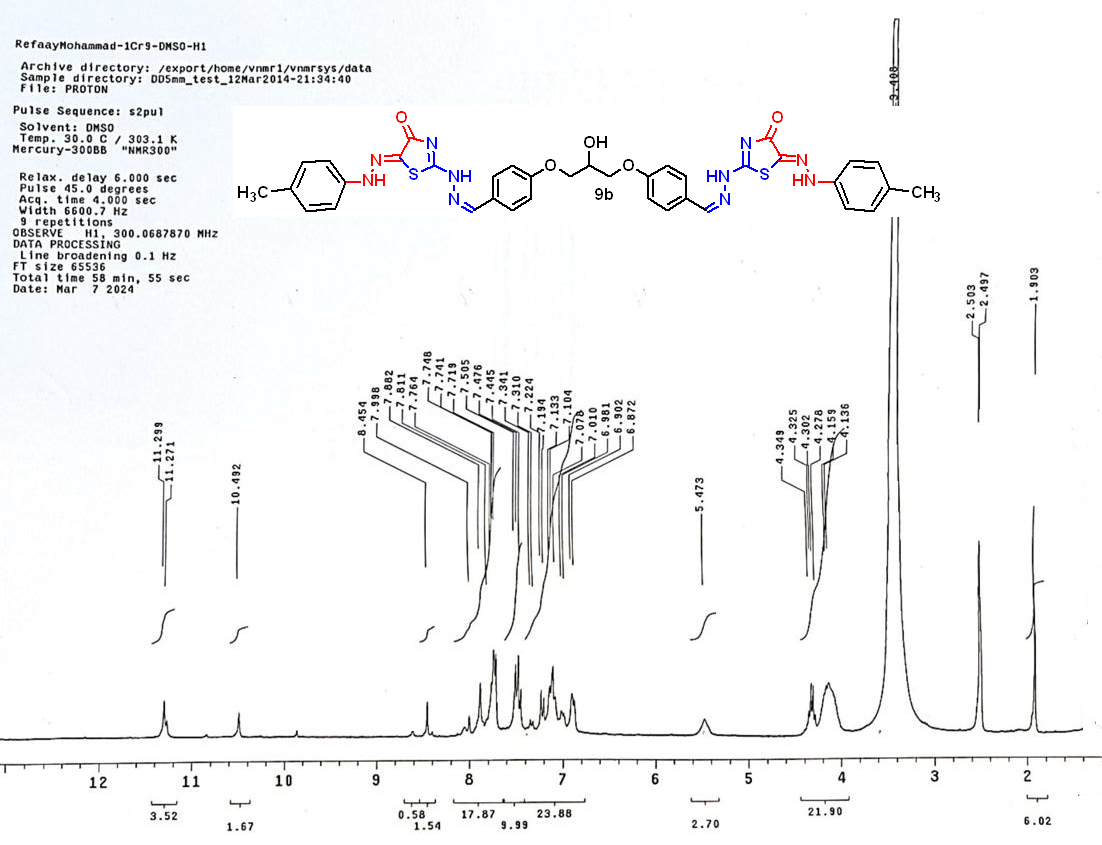 RefaayMohammad-1Cr9-DMSO-H1
Archive directory: /export/home/vnmr1/vnmrsys/data
Sample directory: DD5mm_test_12Mar2014-21:34:40
File: PROTON
Pulse Sequence: s2pul
Solvent: DMSO
Temp. 30.0 C / 303.1 K
Mercury-300BB "NMR300"
Relax. delay 6.000 sec
Pulse 45.0 degrees
Acq. time 4.000 sec
Width 6600.7 Hz
9 repetitions
OBSERVE H1, 300.0687870 MHz
DATA PROCESSING
Line broadening 0.1 Hz
FT size 65536
Total time 58 min, 55 sec
Date: Mar 7 2024
3.408
O
N
N
HN
S
NH
N
H3C
O
OH
O
9b
O
N
N
HN
S
NH
N
CH3
11.299
11.271
10.492
8.454
7.998
7.882
7.811
7.764
7.748
7.741
7.719
7.505
7.476
7.445
7.341
7.310
7.224
7.194
7.133
7.104
7.078
7.010
6.981
6.902
6.872
5.473
4.349
4.325
4.302
4.278
4.159
4.136
2.503
2.497
1.903
12 11 10 9 8 7 6 5 4 3 2
3.52
1.67
0.58
1.54
17.87
9.99
23.88
2.70
21.90
6.02